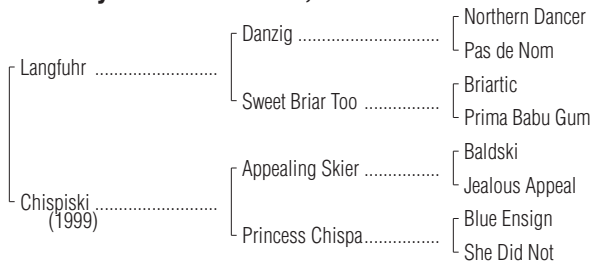 Northern Dancer
Danzig ..............................
Pas de Nom
Langfuhr ..........................
Briartic
Sweet Briar Too ................
Prima Babu Gum
Baldski
Appealing Skier ................
Jealous Appeal
Chispiski ..........................
(1999)
Blue Ensign
Princess Chispa................
She Did Not